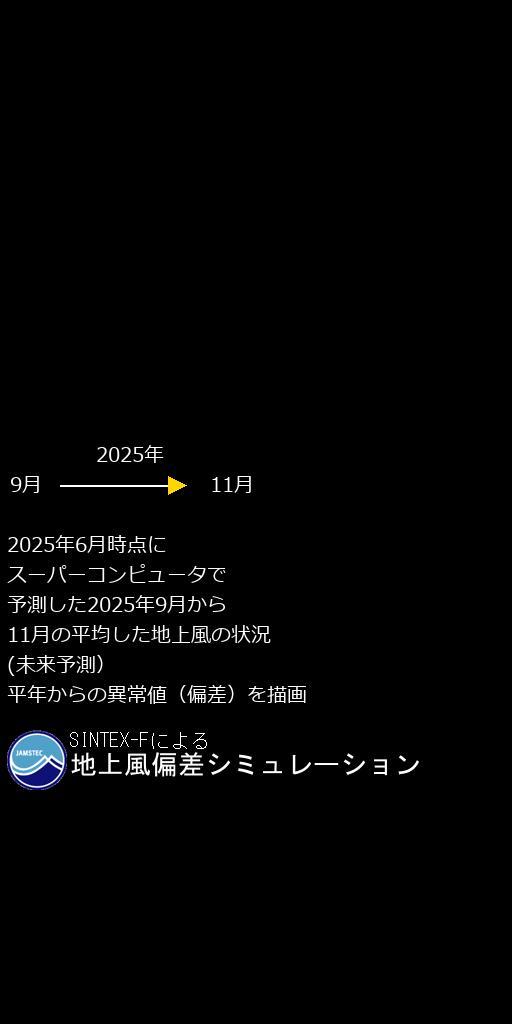 2025年
9月 11月
2025年6月時点に
スーパーコンピュータで
予測した2025年9月から
11月の平均した地上風の状況
(未来予測）
平年からの異常値（偏差）を描画
SINTEX-Fによる
JAMSTEC
地上風偏差シミュレーション